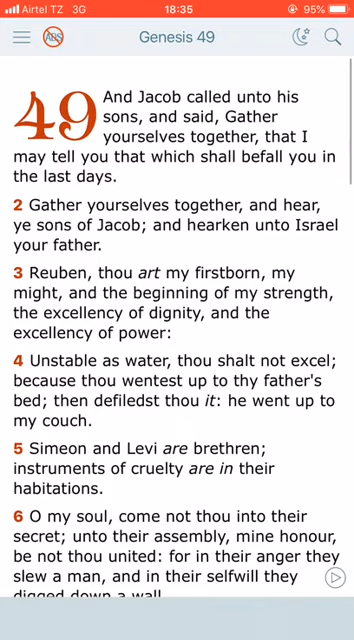 Airtel TZ 3G 18:35 95%
ADS Genesis 49
49 And Jacob called unto his
sons, and said, Gather
yourselves together, that I
may tell you that which shall befall you in
the last days.
2 Gather yourselves together, and hear,
ye sons of Jacob; and hearken unto Israel
your father.
3 Reuben, thou art my firstborn, my
might, and the beginning of my strength,
the excellency of dignity, and the
excellency of power:
4 Unstable as water, thou shalt not excel;
because thou wentest up to thy father's
bed; then defiledst thou it: he went up to
my couch.
5 Simeon and Levi are brethren;
instruments of cruelty are in their
habitations.
6 O my soul, come not thou into their
secret; unto their assembly, mine honour,
be not thou united: for in their anger they
slew a man, and in their selfwill they
digged down a wall